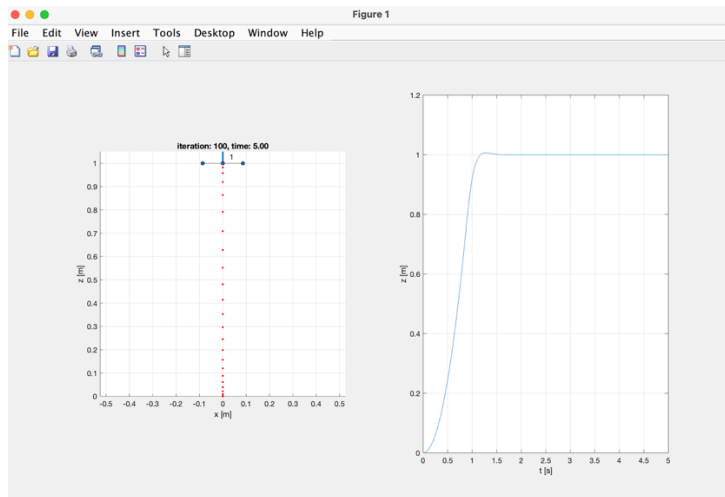 Figure 1
File Edit View Insert Tools Desktop Window Help
iteration: 100, time: 5.00
1
1
0.9
0.8
0.7
0.6
0.5
0.4
0.3
0.2
0.1
0
z [m]
-0.5 -0.4 -0.3 -0.2 -0.1 0 0.1 0.2 0.3 0.4 0.5
x [m]
1.2
1
0.8
0.6
0.4
0.2
0
z [m]
0 0.5 1 1.5 2 2.5 3 3.5 4 4.5 5
t [s]